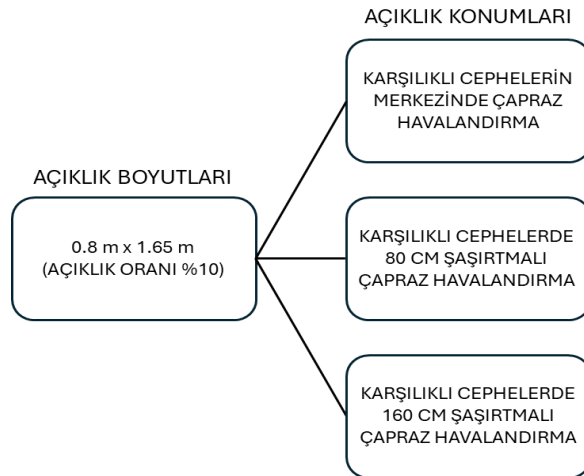 AÇIKLIK KONUMLARI
KARŞILIKLI CEPHELERİN
MERKEZİNDE ÇAPRAZ
HAVALANDIRMA
AÇIKLIK BOYUTLARI
0.8 m x 1.65 m
(AÇIKLIK ORANI %10)
KARŞILIKLI CEPHELERDE
80 CM ŞAŞIRTMALI
ÇAPRAZ HAVALANDIRMA
KARŞILIKLI CEPHELERDE
160 CM ŞAŞIRTMALI
ÇAPRAZ HAVALANDIRMA